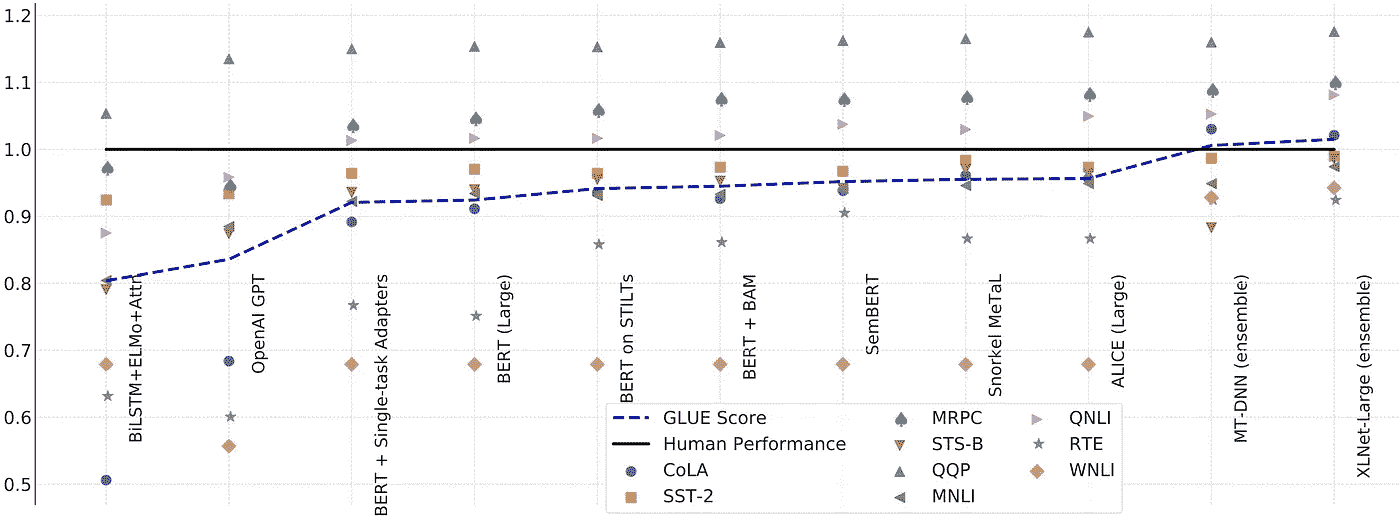 1.2
1.1
1.0
0.9
0.8
0.7
0.6
0.5
BiLSTM+ELMo+Attn
OpenAI GPT
BERT + Single-task Adapters
BERT (Large)
BERT on STILTs
BERT + BAM
SemBERT
Snorkel MeTaL
ALICE (Large)
MT-DNN (ensemble)
XLNet-Large (ensemble)
GLUE Score
Human Performance
CoLA
SST-2
MRPC
STS-B
QQP
MNLI
QNLI
RTE
WNLI